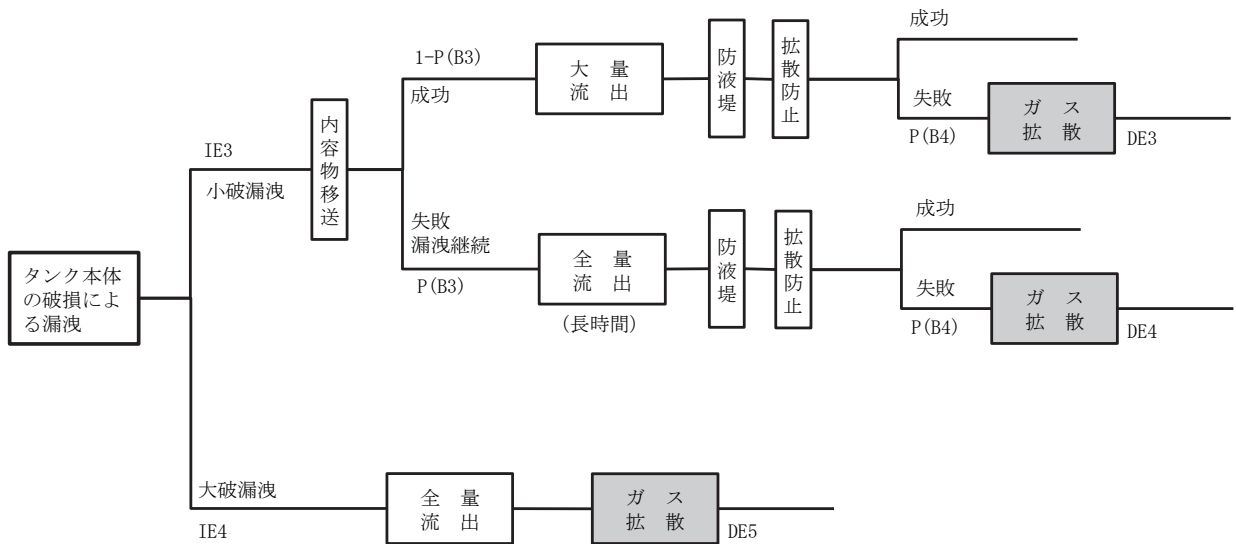 成功
1-P(B3)
成功
大 量
流 出
防液堤
拡散防止
失敗
P(B4)
ガ ス
拡 散
DE3
IE3
小破漏洩
内容物移送
失敗
漏洩継続
P(B3)
全 量
流 出
(長時間)
防液堤
拡散防止
成功
失敗
P(B4)
ガ ス
拡 散
DE4
タンク本体
の破損によ
る漏洩
大破漏洩
IE4
全 量
流 出
ガ ス
拡 散
DE5